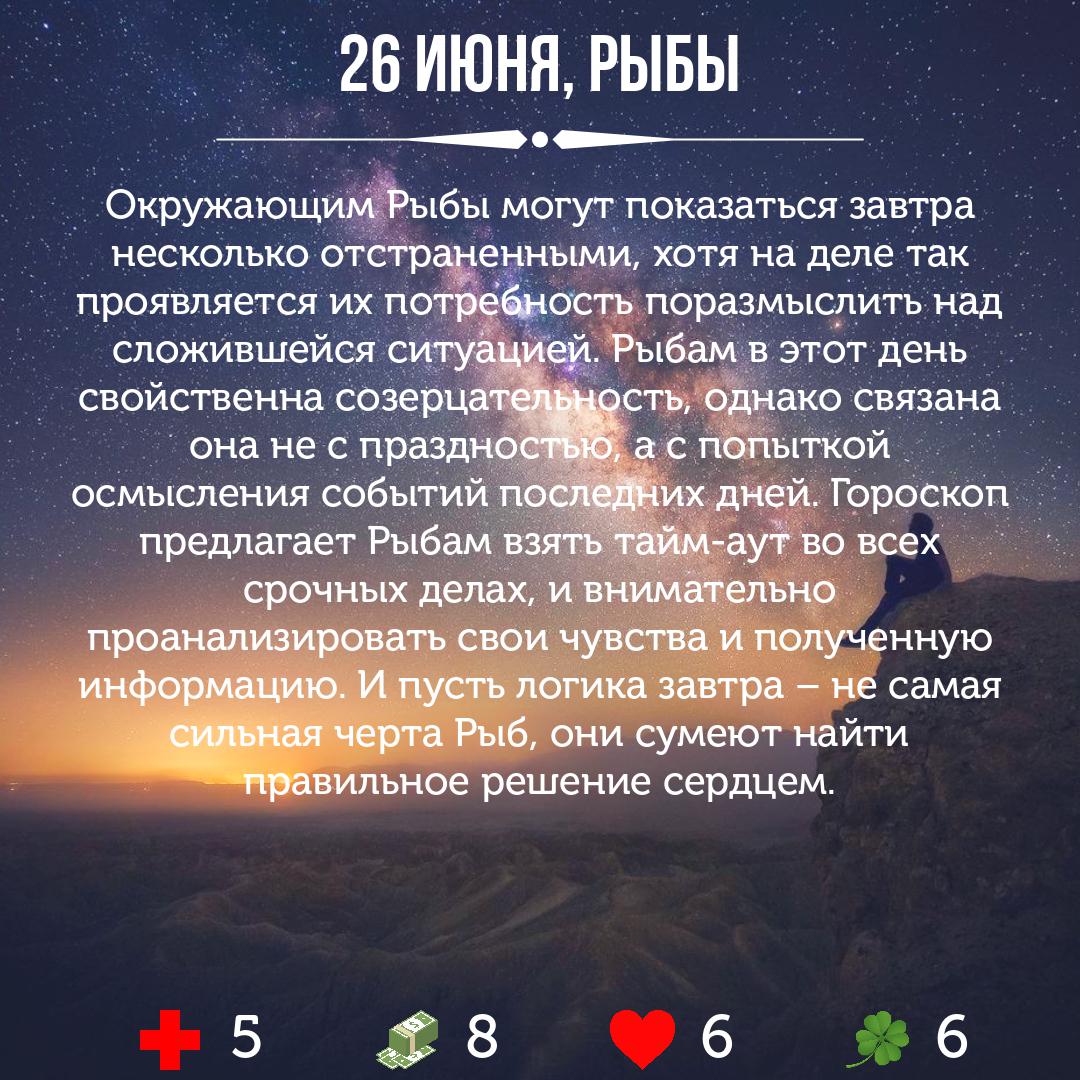 26 ИЮНЯ, РЫБЫ
Окружающим Рыбы могут показаться завтра
несколько отстраненными, хотя на деле так
проявляется их потребность поразмыслить над
сложившейся ситуацией. Рыбам в этот день
свойственна созерцательность, однако связана
она не с праздностью, а с попыткой
осмысления событий последних дней. Гороскоп
предлагает Рыбам взять тайм-аут во всех
срочных делах, и внимательно
проанализировать свои чувства и полученную
информацию. И пусть логика завтра – не самая
сильная черта Рыб, они сумеют найти
правильное решение сердцем.
5 8 6 6